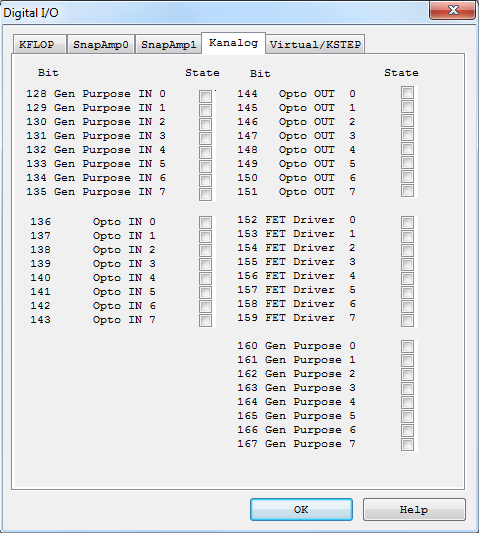 Digital I/O
KFLOP SnapAmp0 SnapAmp1 Kanalog Virtual/KSTEP
Bit State Bit State
128 Gen Purpose IN 0 144 Opto OUT 0
129 Gen Purpose IN 1 145 Opto OUT 1
130 Gen Purpose IN 2 146 Opto OUT 2
131 Gen Purpose IN 3 147 Opto OUT 3
132 Gen Purpose IN 4 148 Opto OUT 4
133 Gen Purpose IN 5 149 Opto OUT 5
134 Gen Purpose IN 6 150 Opto OUT 6
135 Gen Purpose IN 7 151 Opto OUT 7
136 Opto IN 0 152 FET Driver 0
137 Opto IN 1 153 FET Driver 1
138 Opto IN 2 154 FET Driver 2
139 Opto IN 3 155 FET Driver 3
140 Opto IN 4 156 FET Driver 4
141 Opto IN 5 157 FET Driver 5
142 Opto IN 6 158 FET Driver 6
143 Opto IN 7 159 FET Driver 7
160 Gen Purpose 0
161 Gen Purpose 1
162 Gen Purpose 2
163 Gen Purpose 3
164 Gen Purpose 4
165 Gen Purpose 5
166 Gen Purpose 6
167 Gen Purpose 7
OK Help